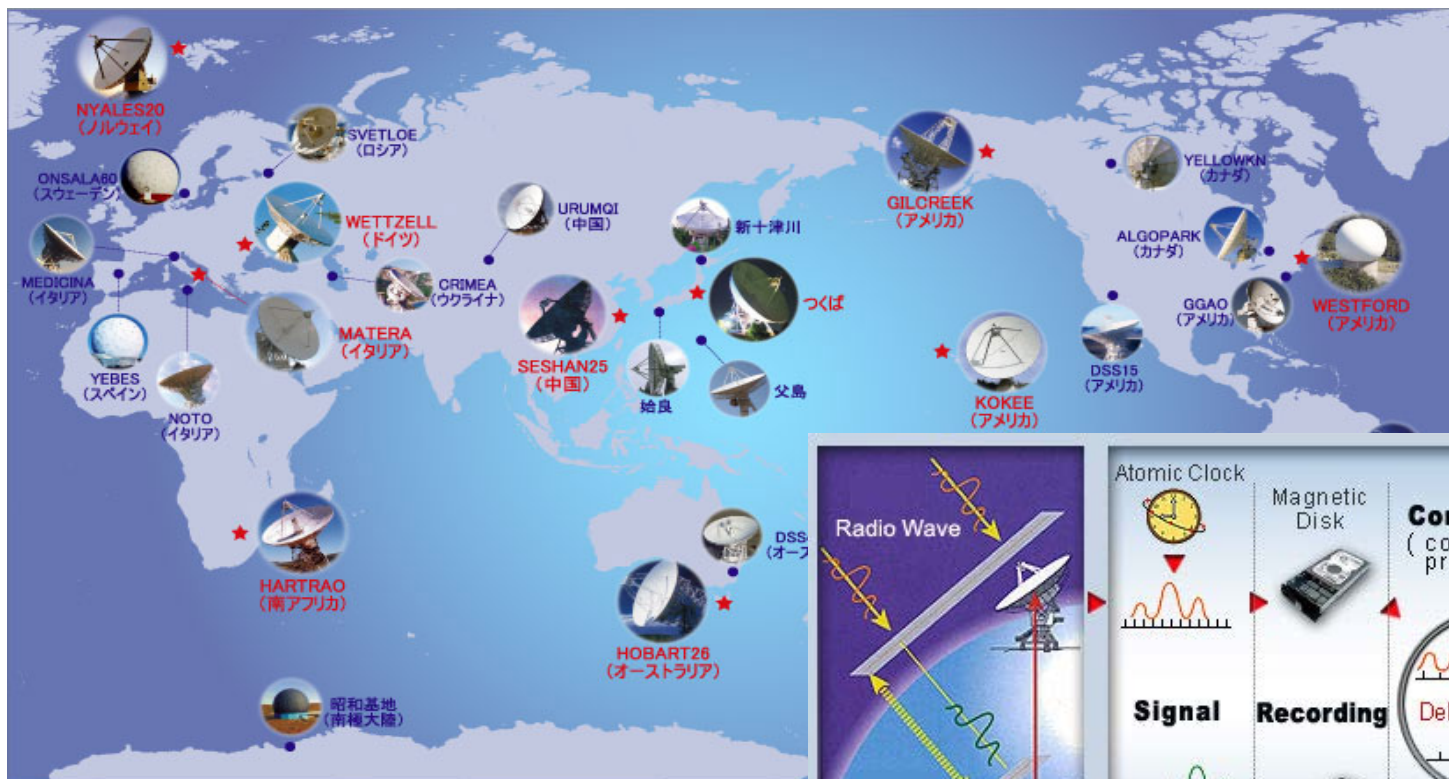 NYALES20
(ノルウェイ)
SVETLOE
(ロシア)
ONSALA60
(スウェーデン)
WETTZELL
(ドイツ)
URUMQI
(中国)
新十津川
GILCREEK
(アメリカ)
YELLOWKN
(カナダ)
ALGOPARK
(カナダ)
MEDICINA
(イタリア)
CRIMEA
(ウクライナ)
つくば
GGAO
(アメリカ)
WESTFORD
(アメリカ)
MATERA
(イタリア)
SESHAN25
(中国)
YEBES
(スペイン)
NOTO
(イタリア)
姶良
父島
KOKEE
(アメリカ)
DSS15
(アメリカ)
HARTRAO
(南アフリカ)
HOBART26
(オーストラリア)
昭和基地
(南極大陸)
Radio Wave
Atomic Clock
Magnetic
Disk
Signal
Recording